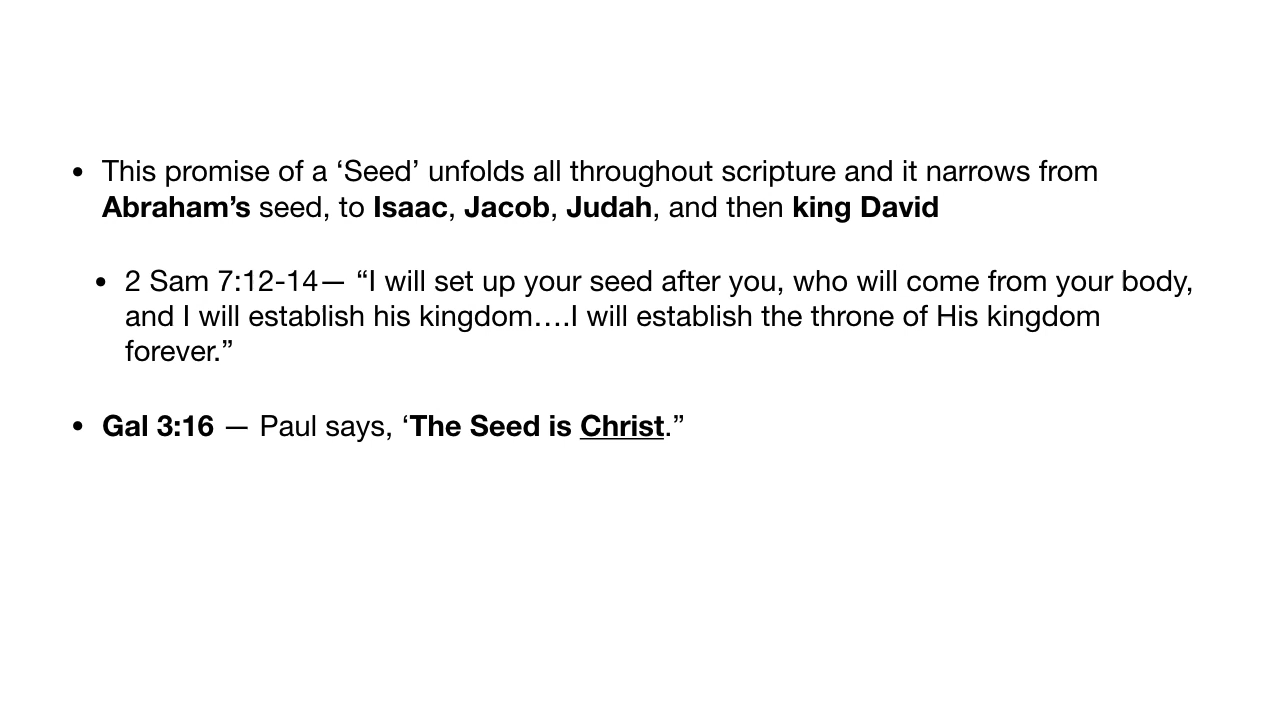 • This promise of a ‘Seed’ unfolds all throughout scripture and it narrows from
Abraham’s seed, to Isaac, Jacob, Judah, and then king David
• 2 Sam 7:12-14— “I will set up your seed after you, who will come from your body,
and I will establish his kingdom….I will establish the throne of His kingdom
forever.”
• Gal 3:16 — Paul says, ‘The Seed is Christ.”